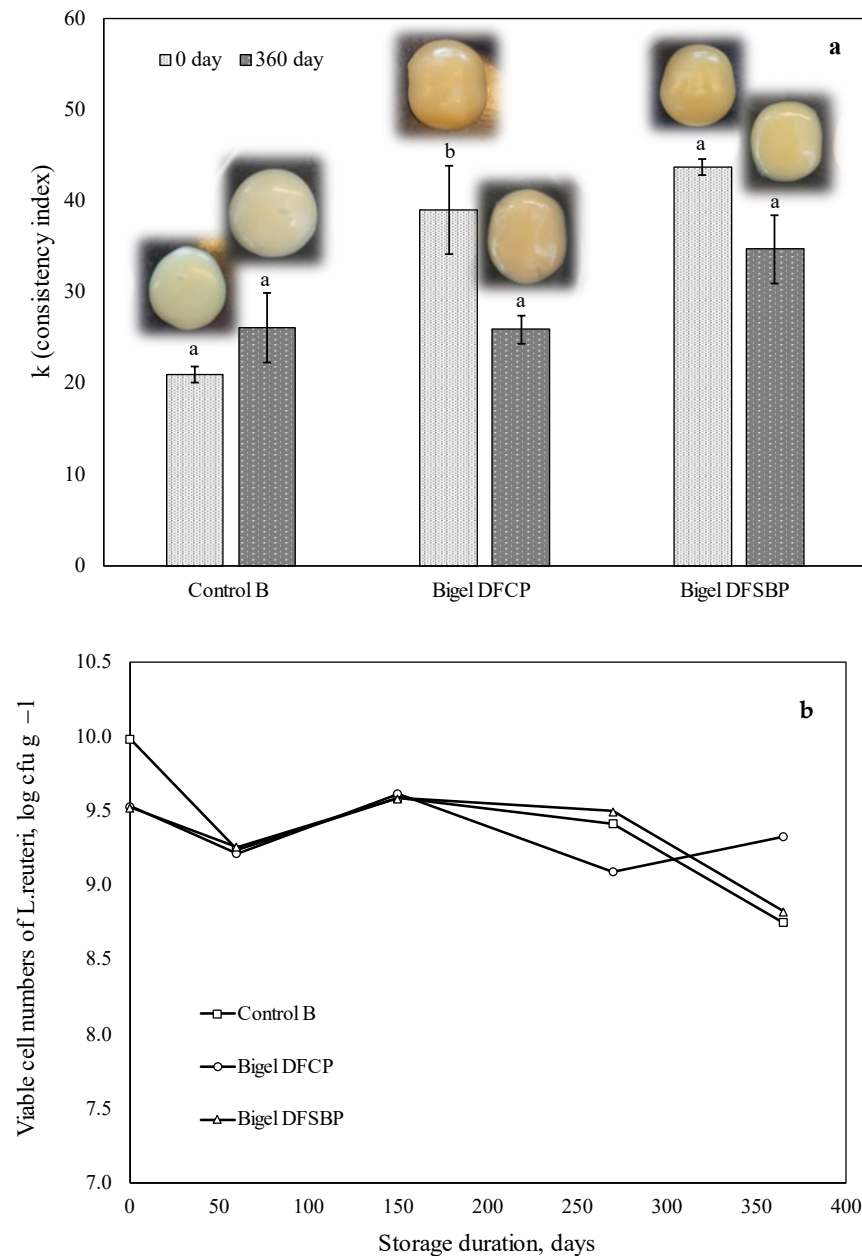 60
a
0 day 360 day
50
b
a
40
a
a
30
a
a
20
10
0
k (consistency index)
Control B Bigel DFCP Bigel DFSBP
10.5
b
10.0
9.5
9.0
8.5
8.0
7.5
7.0
Viable cell numbers of L.reuteri, log cfu g −1
Control B
Bigel DFCP
Bigel DFSBP
0 50 100 150 200 250 300 350 400
Storage duration, days